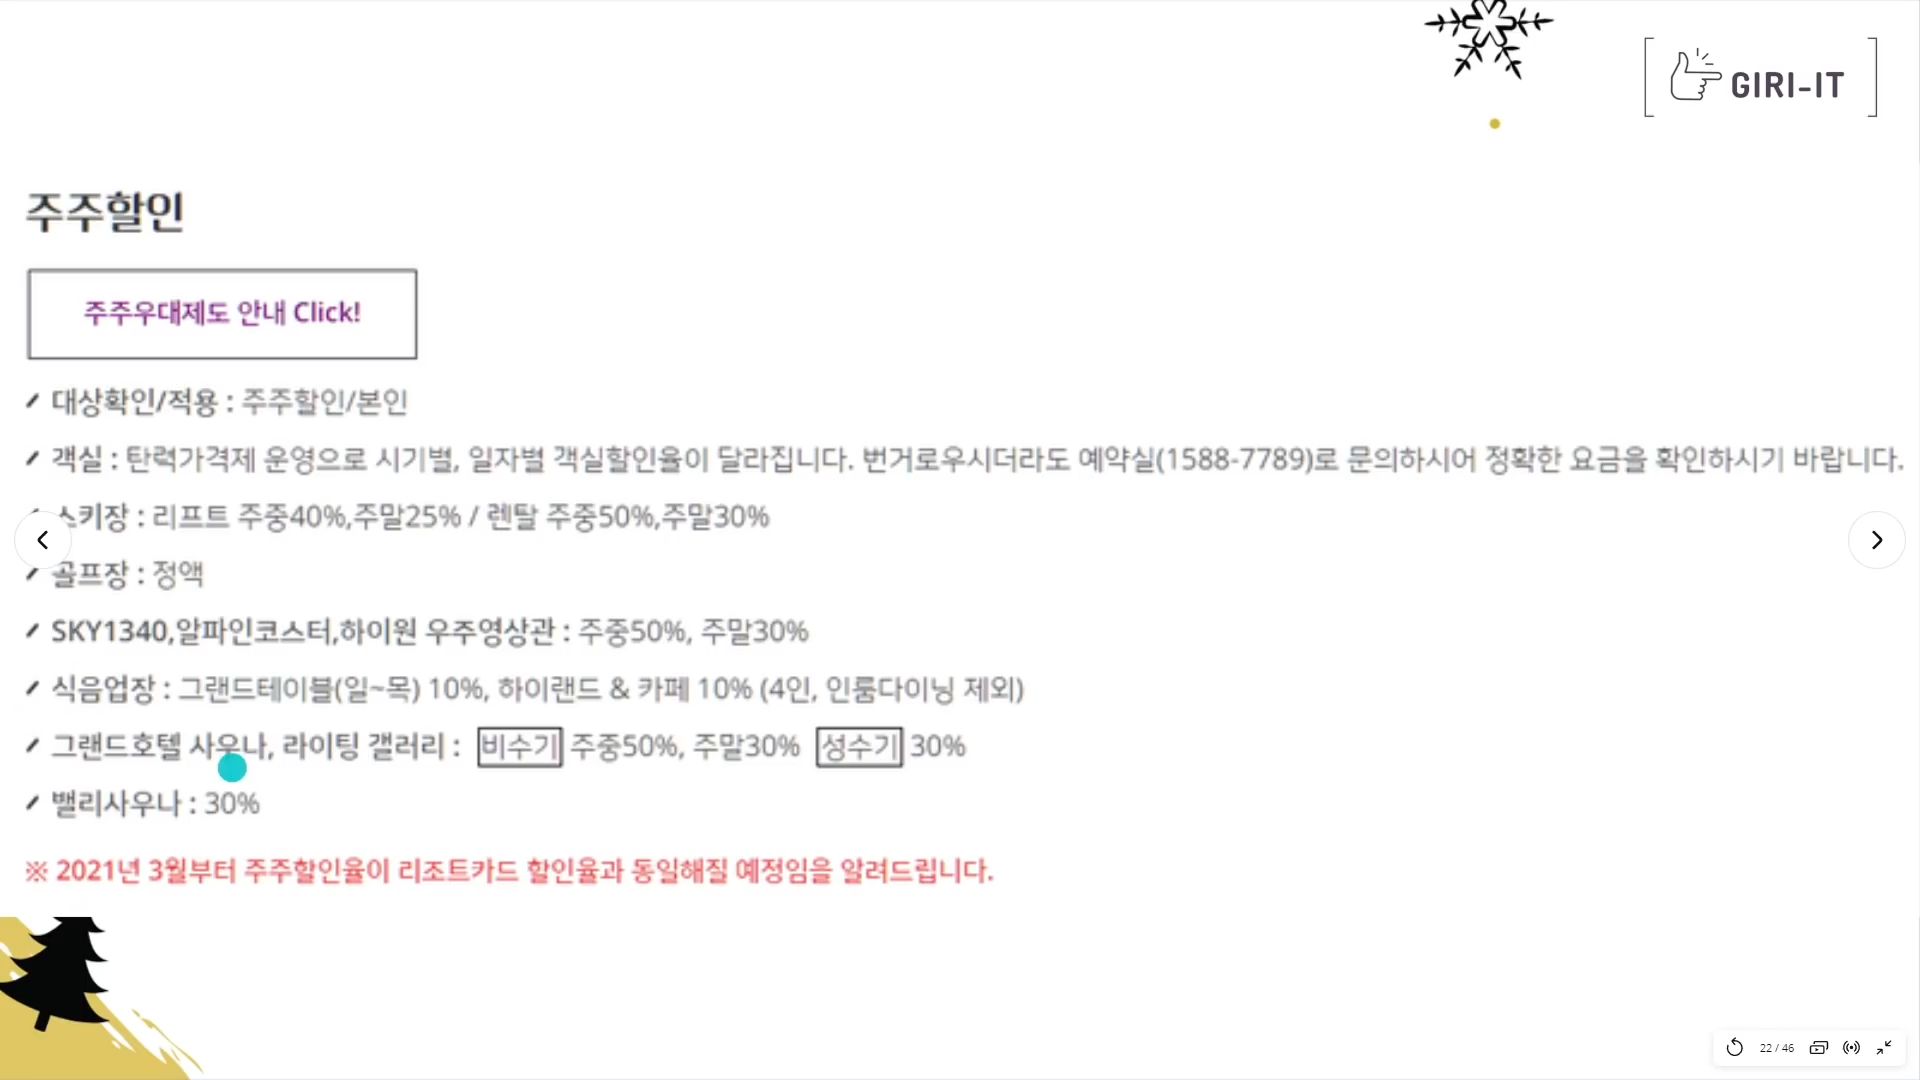 GIRI-IT
주주할인
주주우대제도 안내 Click!
대상확인/적용 : 주주할인/본인
객실 : 탄력가격제 운영으로 시기별, 일자별 객실할인율이 달라집니다. 번거로우시더라도 예약실(1588-7789)로 문의하시어 정확한 요금을 확인하시기 바랍니다.
스키장 : 리프트 주중40%,주말25% / 렌탈 주중50%,주말30%
골프장 : 정액
SKY1340,알파인코스터,하이원 우주영상관 : 주중50%, 주말30%
식음업장 : 그랜드테이블(일~목) 10%, 하이랜드 & 카페 10% (4인, 인룸다이닝 제외)
그랜드호텔 사우나, 라이팅 갤러리 : 비수기 주중50%, 주말30% 성수기 30%
밸리사우나 : 30%
※ 2021년 3월부터 주주할인율이 리조트카드 할인율과 동일해질 예정임을 알려드립니다.
22 / 46